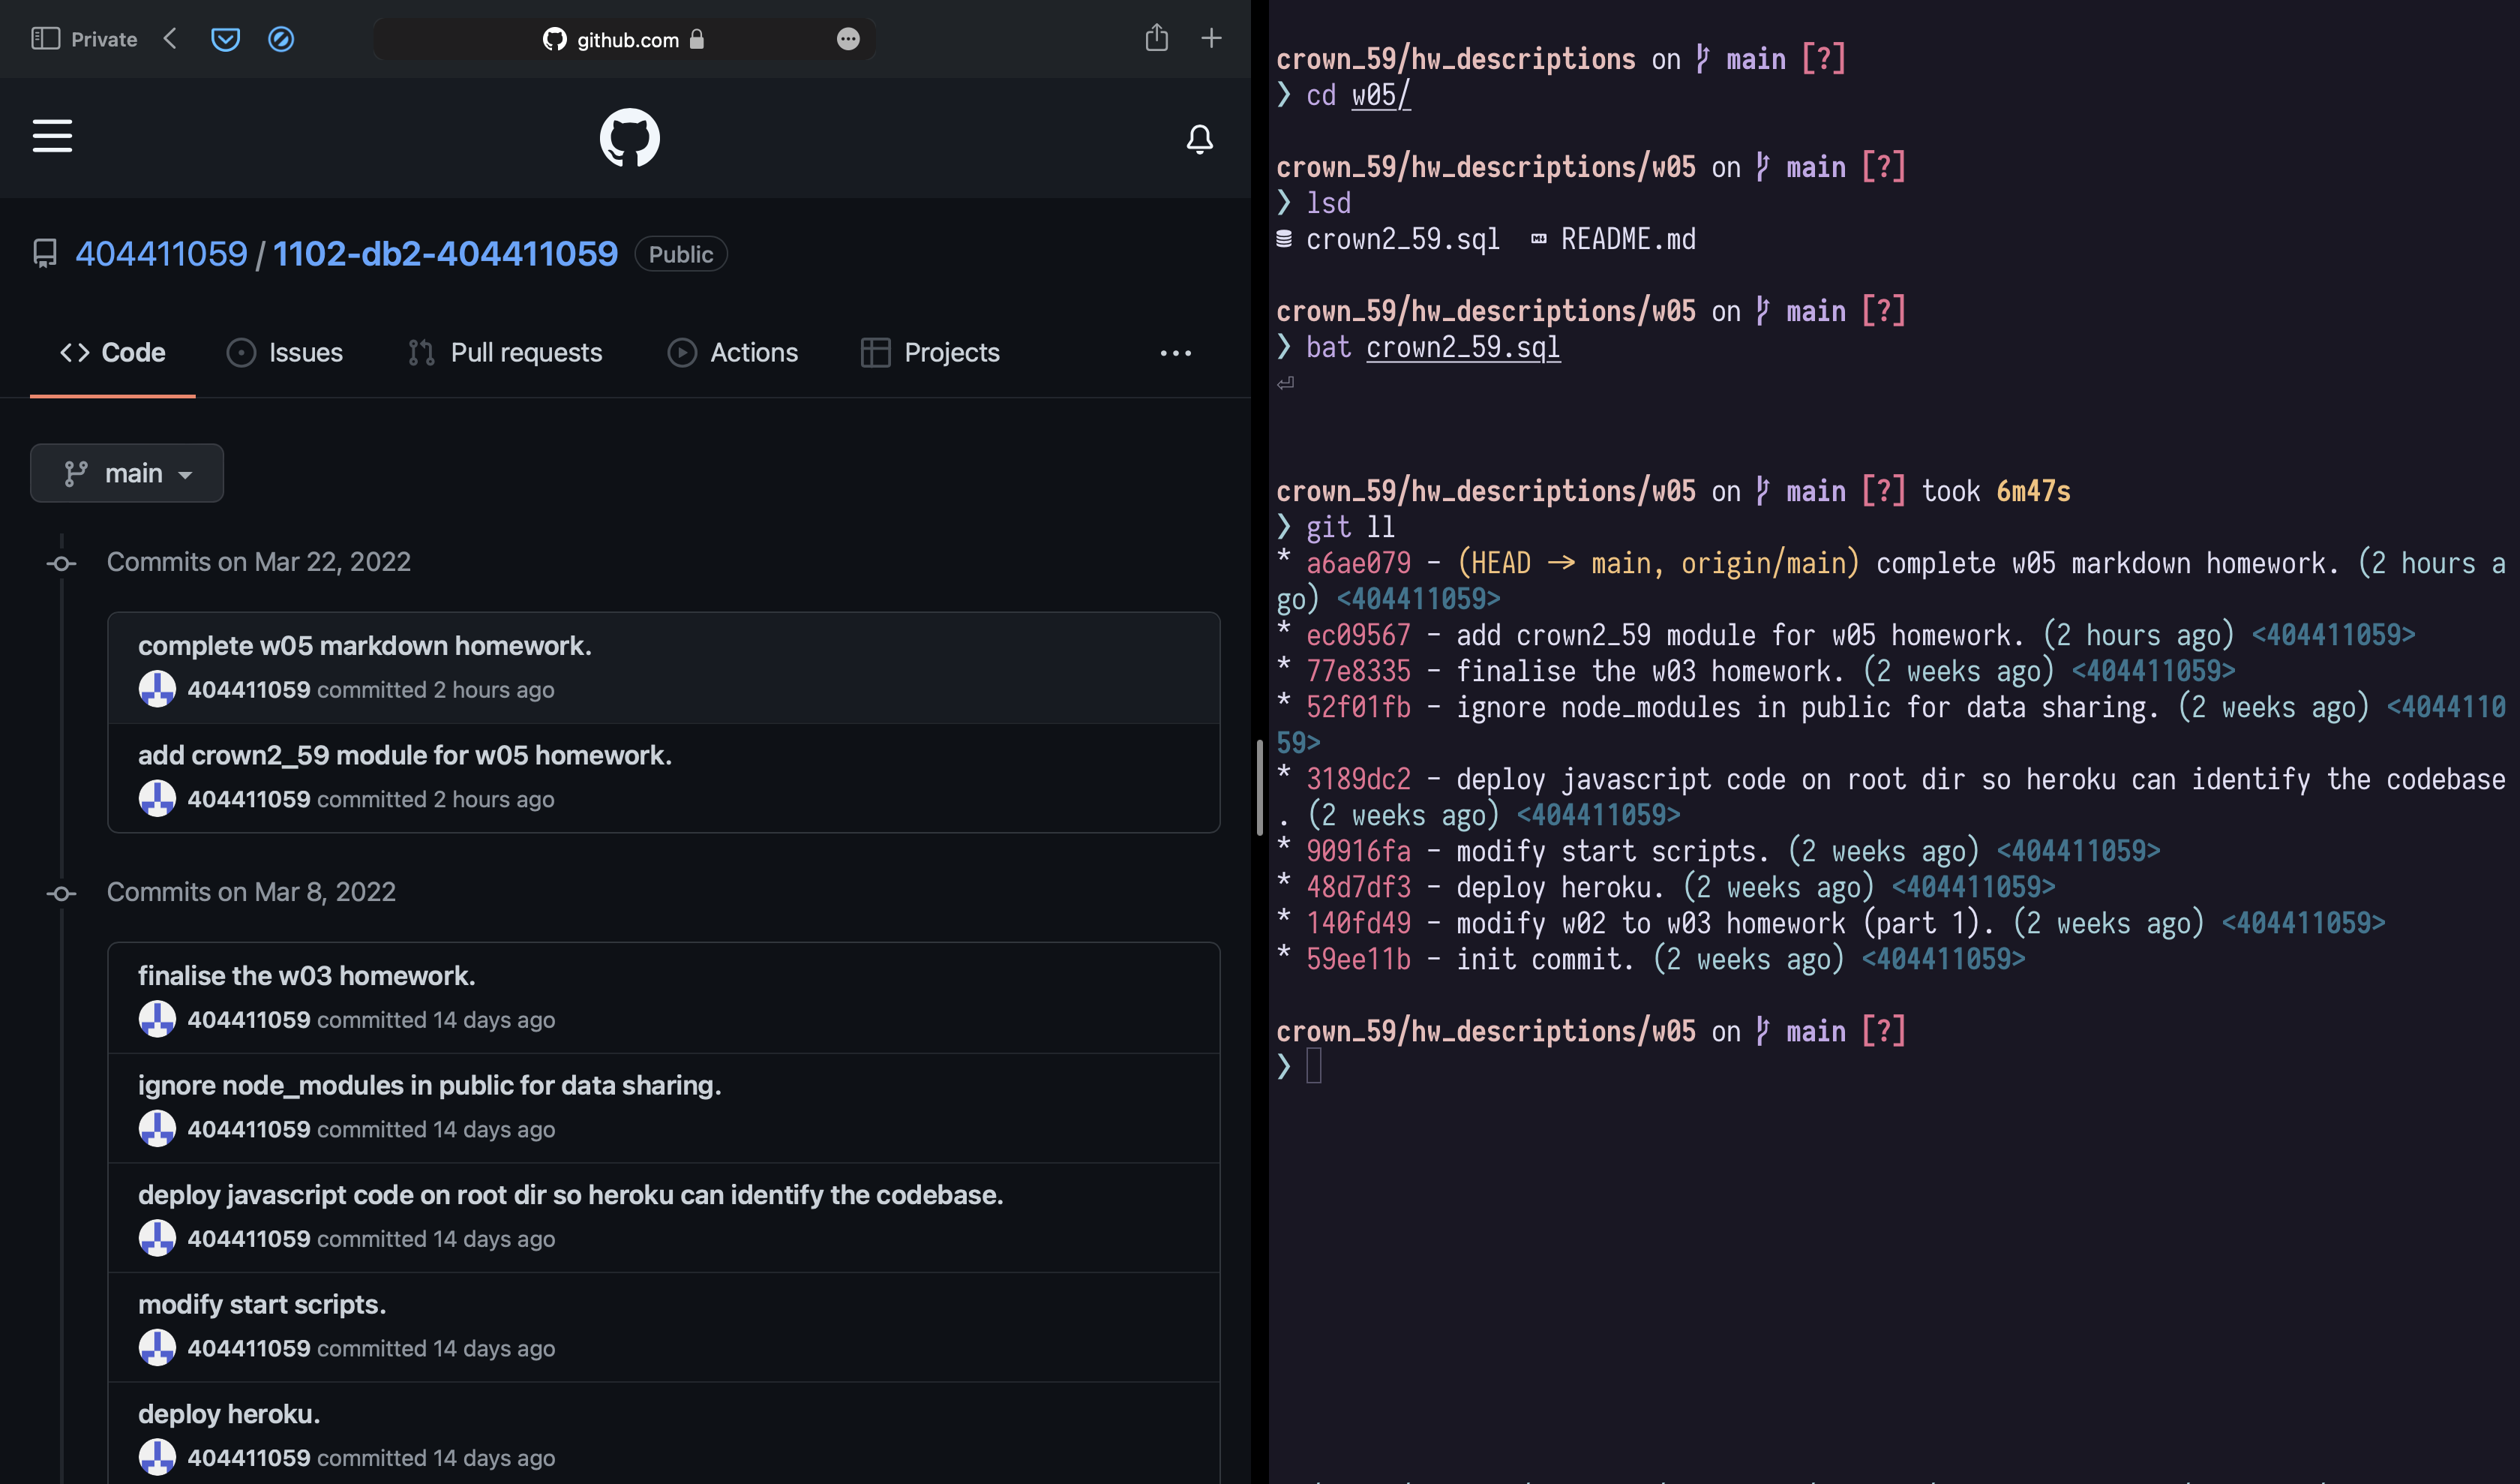 Private
github.com
404411059 / 1102-db2-404411059 Public
Code Issues Pull requests Actions Projects
main
Commits on Mar 22, 2022
complete w05 markdown homework.
404411059 committed 2 hours ago
add crown2_59 module for w05 homework.
404411059 committed 2 hours ago
Commits on Mar 8, 2022
finalise the w03 homework.
404411059 committed 14 days ago
ignore node_modules in public for data sharing.
404411059 committed 14 days ago
deploy javascript code on root dir so heroku can identify the codebase.
404411059 committed 14 days ago
modify start scripts.
404411059 committed 14 days ago
deploy heroku.
404411059 committed 14 days ago
crown_59/hw_descriptions on main [?]
❯ cd w05/
crown_59/hw_descriptions/w05 on main [?]
❯ lsd
crown2_59.sql README.md
crown_59/hw_descriptions/w05 on main [?]
❯ bat crown2_59.sql
⏎
crown_59/hw_descriptions/w05 on main [?] took 6m47s
❯ git ll
* a6ae079 - (HEAD -> main, origin/main) complete w05 markdown homework. (2 hours a
go) <404411059>
* ec09567 - add crown2_59 module for w05 homework. (2 hours ago) <404411059>
* 77e8335 - finalise the w03 homework. (2 weeks ago) <404411059>
* 52f01fb - ignore node_modules in public for data sharing. (2 weeks ago) <4044110
59>
* 3189dc2 - deploy javascript code on root dir so heroku can identify the codebase
. (2 weeks ago) <404411059>
* 90916fa - modify start scripts. (2 weeks ago) <404411059>
* 48d7df3 - deploy heroku. (2 weeks ago) <404411059>
* 140fd49 - modify w02 to w03 homework (part 1). (2 weeks ago) <404411059>
* 59ee11b - init commit. (2 weeks ago) <404411059>
crown_59/hw_descriptions/w05 on main [?]
❯